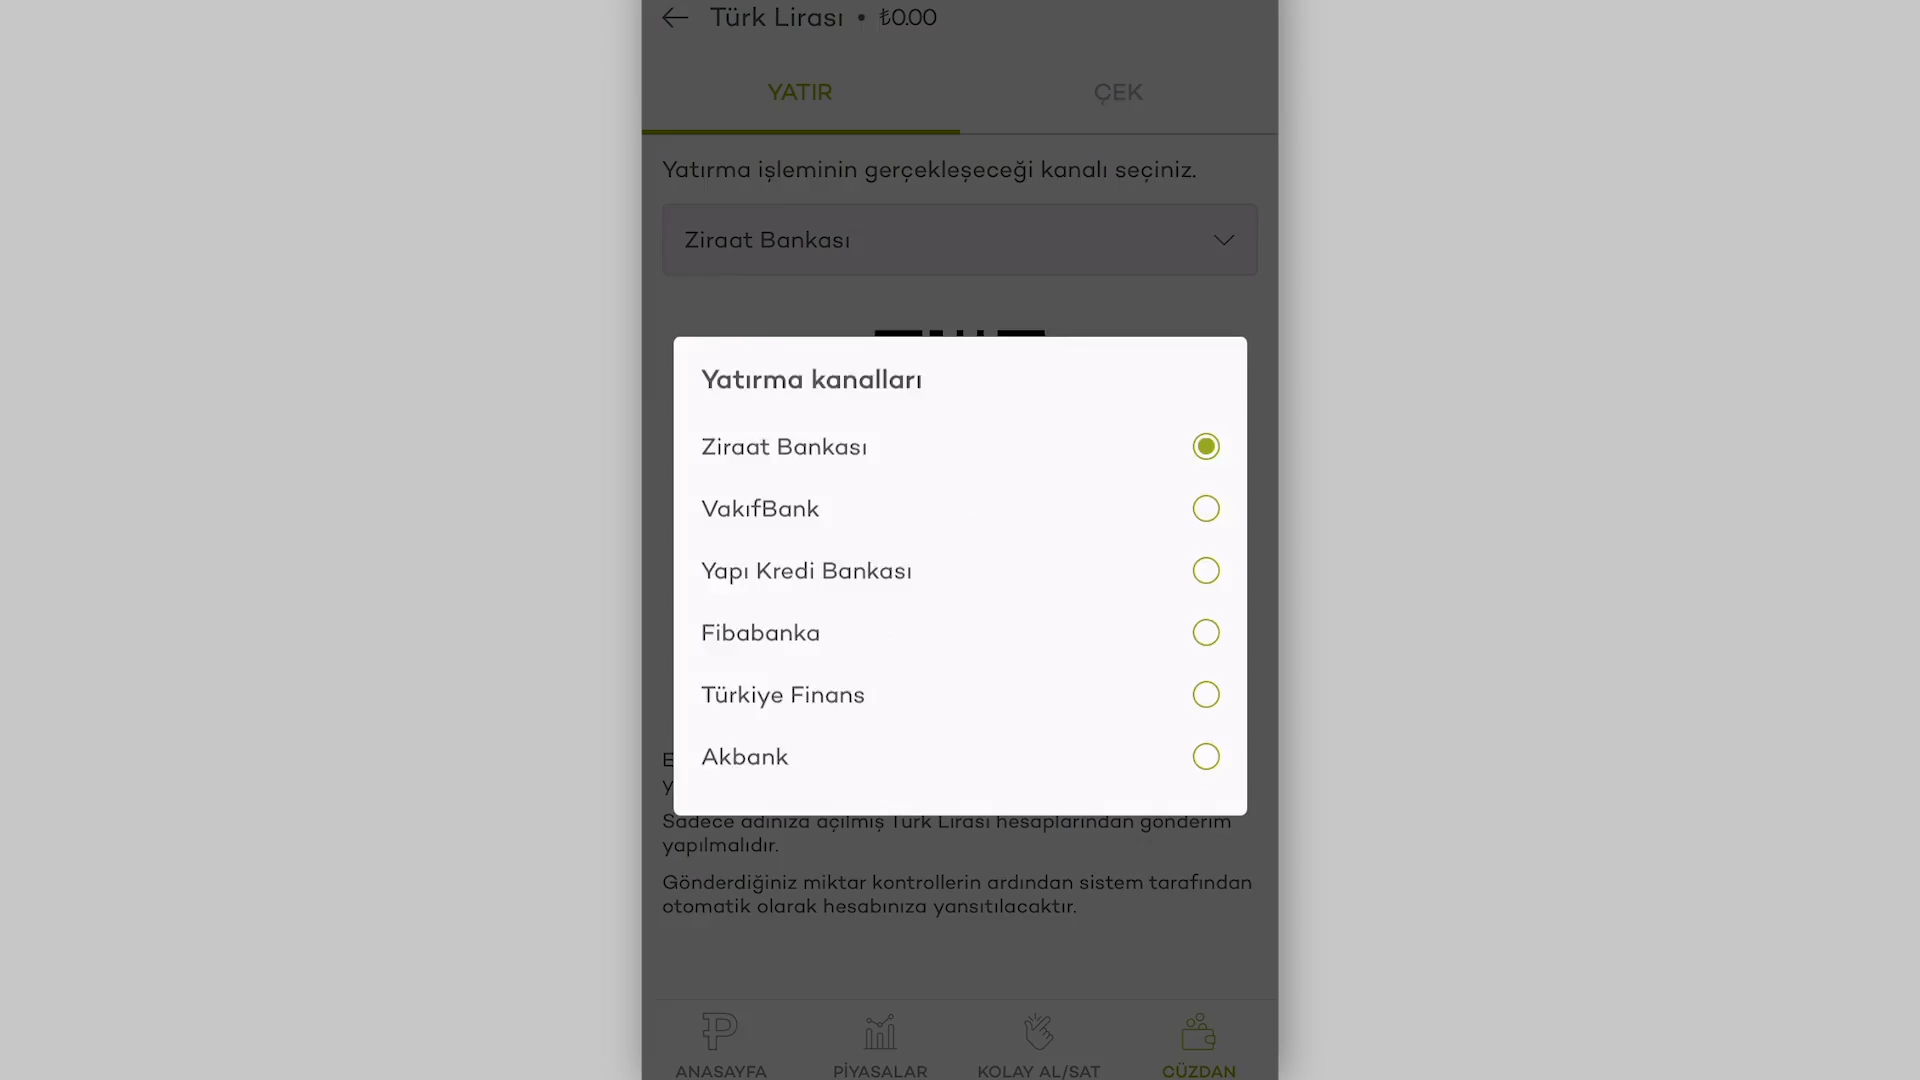 Türk Lirası • ₺0.00
YATIR
ÇEK
Yatırma işleminin gerçekleşeceği kanalı seçiniz.
Ziraat Bankası
Yatırma kanalları
Ziraat Bankası
VakıfBank
Yapı Kredi Bankası
Fibabanka
Türkiye Finans
Akbank
Sadece adınıza açılmış Türk Lirası hesaplarından gönderim
yapılmalıdır.
Gönderdiğiniz miktar kontrollerin ardından sistem tarafından
otomatik olarak hesabınıza yansıtılacaktır.
ANASAYFA
PİYASALAR
KOLAY AL/SAT
CÜZDAN